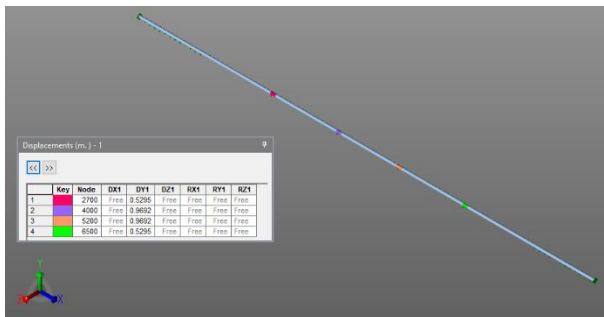 Displacements (m. ) - 1
<< >>
Key Node DX1 DY1 DZ1 RX1 RY1 RZ1
1 2700 Free 0.5295 Free Free Free Free
2 4000 Free 0.9692 Free Free Free Free
3 5200 Free 0.9692 Free Free Free Free
4 6500 Free 0.5295 Free Free Free Free
Y
Z X